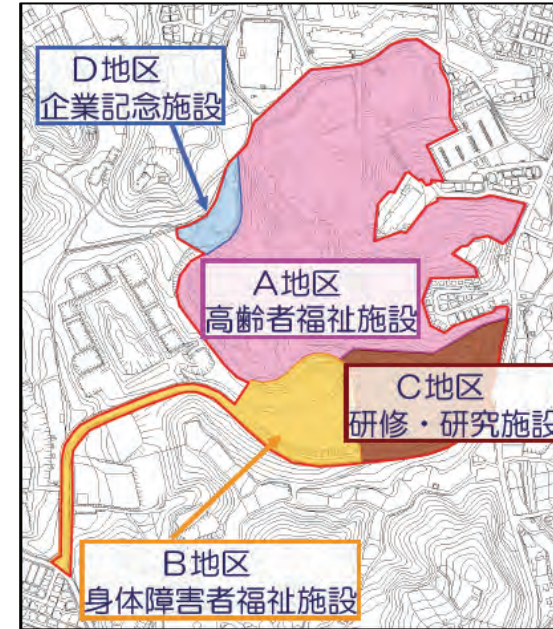 D地区
企業記念施設
A地区
高齢者福祉施設
C地区
研修・研究施設
B地区
身体障害者福祉施設